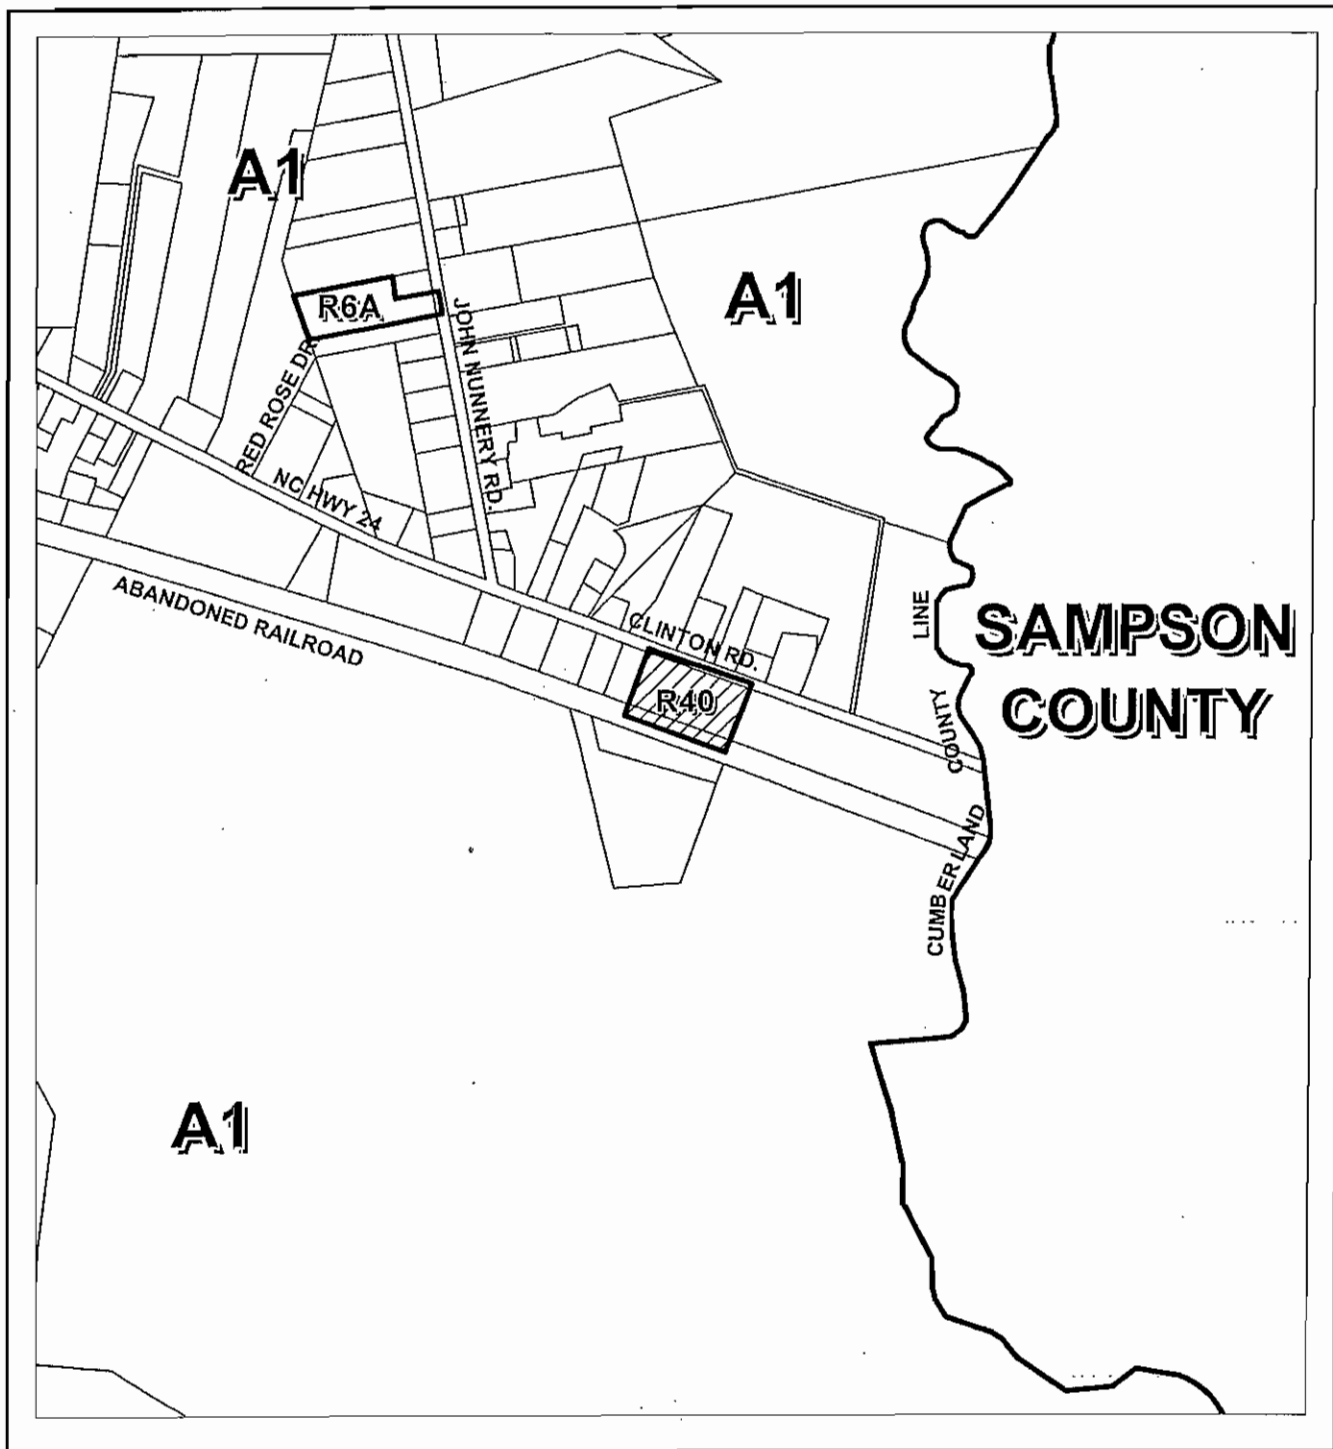 A1
A1
R6A
JOHN NUNNERY RD.
RED ROSE DR
NC HWY 24
ABANDONED RAILROAD
CLINTON RD.
R40
CUMBERLAND COUNTY LINE
SAMPSON
COUNTY
A1